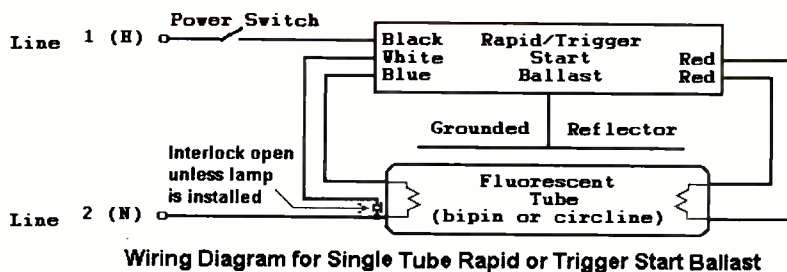 Power Switch
Line 1 (H)
Black Rapid/Trigger
White Start Red
Blue Ballast Red
Grounded Reflector
Interlock open
unless lamp
is installed
Fluorescent
Tube
(bipin or circline)
Line 2 (N)
Wiring Diagram for Single Tube Rapid or Trigger Start Ballast